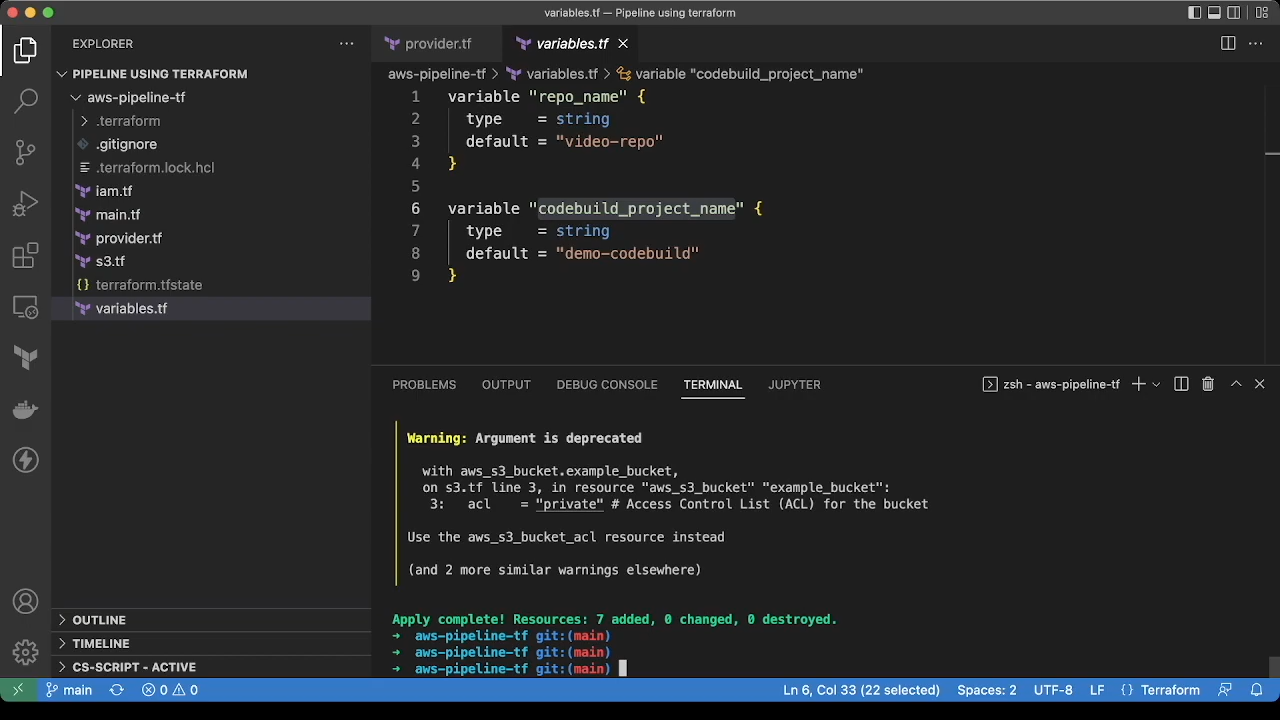 variables.tf — Pipeline using terraform
EXPLORER
PIPELINE USING TERRAFORM
aws-pipeline-tf
.terraform
.gitignore
.terraform.lock.hcl
iam.tf
main.tf
provider.tf
s3.tf
{} terraform.tfstate
variables.tf
OUTLINE
TIMELINE
CS-SCRIPT - ACTIVE
provider.tf
variables.tf
aws-pipeline-tf > variables.tf > variable "codebuild_project_name"
1 variable "repo_name" {
2 type = string
3 default = "video-repo"
4 }
5
6 variable "codebuild_project_name" {
7 type = string
8 default = "demo-codebuild"
9 }
PROBLEMS OUTPUT DEBUG CONSOLE TERMINAL JUPYTER zsh - aws-pipeline-tf
Warning: Argument is deprecated
with aws_s3_bucket.example_bucket,
on s3.tf line 3, in resource "aws_s3_bucket" "example_bucket":
3: acl = "private" # Access Control List (ACL) for the bucket
Use the aws_s3_bucket_acl resource instead
(and 2 more similar warnings elsewhere)
Apply complete! Resources: 7 added, 0 changed, 0 destroyed.
→ aws-pipeline-tf git:(main)
→ aws-pipeline-tf git:(main)
→ aws-pipeline-tf git:(main)
main 0 0 Ln 6, Col 33 (22 selected) Spaces: 2 UTF-8 LF {} Terraform